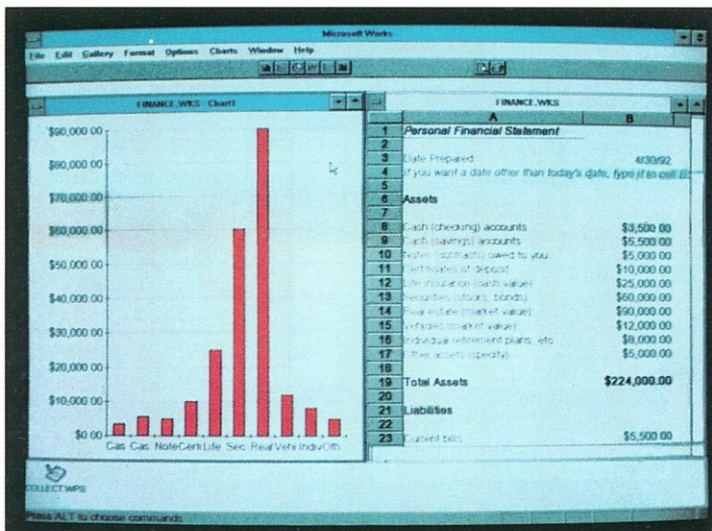 Microsoft Works
File Edit Gallery Format Options Charts Window Help
FINANCE.WKS - Chart1
$90,000.00
$80,000.00
$70,000.00
$60,000.00
$50,000.00
$40,000.00
$30,000.00
$20,000.00
$10,000.00
$0.00
Cas Cas Note Certi Life Sec Real Vehi Indiv Oth
FINANCE.WKS
A B
1 Personal Financial Statement
2
3 Date Prepared 4/30/92
4 If you want a date other than today's date, type it in cell
5
6 Assets
7
8 Cash (checking) accounts $3,500.00
9 Cash (savings) accounts $5,500.00
10 Notes (contracts) owed to you $5,000.00
11 Certificates of deposit $10,000.00
12 Life insurance (cash value) $25,000.00
13 Securities (stocks, bonds) $60,000.00
14 Real estate (market value) $90,000.00
15 Vehicles (market value) $12,000.00
16 Individual retirement plans, etc. $8,000.00
17 Other assets (specify) $5,000.00
18
19 Total Assets $224,000.00
20
21 Liabilities
22
23 Current bills $5,500.00
COLLECT.WPS
Press ALT to choose commands